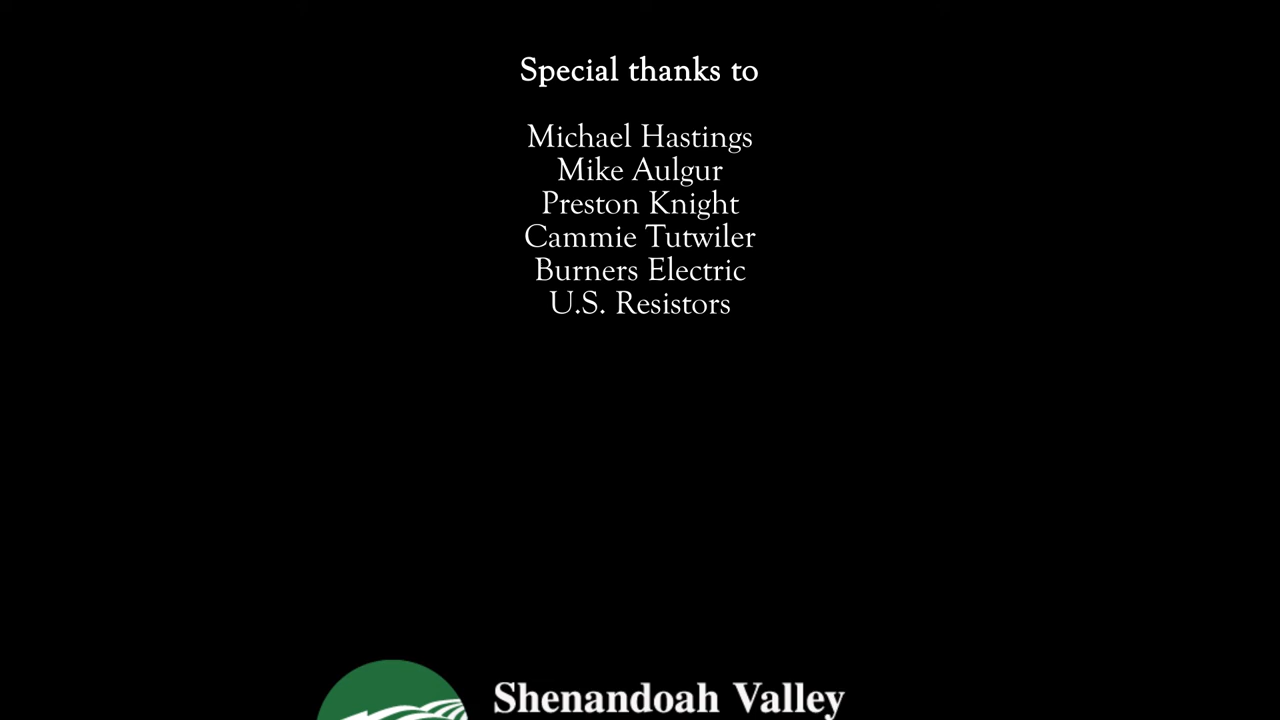 Special thanks to
Michael Hastings
Mike Aulgur
Preston Knight
Cammie Tutwiler
Burners Electric
U.S. Resistors
Shenandoah Valley